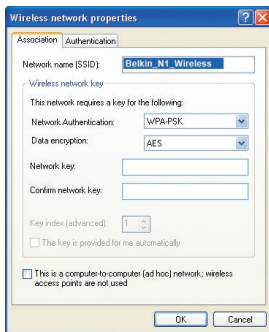 Wireless network properties
Association Authentication
Network name (SSID): Belkin_N1_Wireless
Wireless network key
This network requires a key for the following:
Network Authentication: WPA-PSK
Data encryption: AES
Network key:
Confirm network key:
Key index (advanced): 1
The key is provided for me automatically
This is a computer-to-computer (ad hoc) network; wireless
access points are not used
OK Cancel